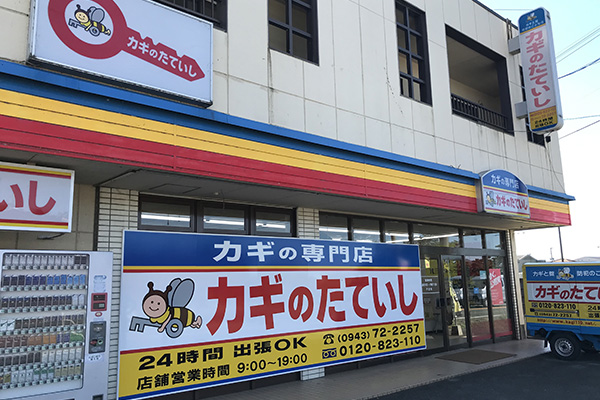 カギのたていし
カギのたていし
カギの専門店
カギのたていし
ていし
カギの専門店
カギのたていし
24時間 出張OK
店舗営業時間 9:00～19:00
☎(0943)72-2257
0120-823-110
カギと錠 防犯のこ
カギのたてい
0120-823-110